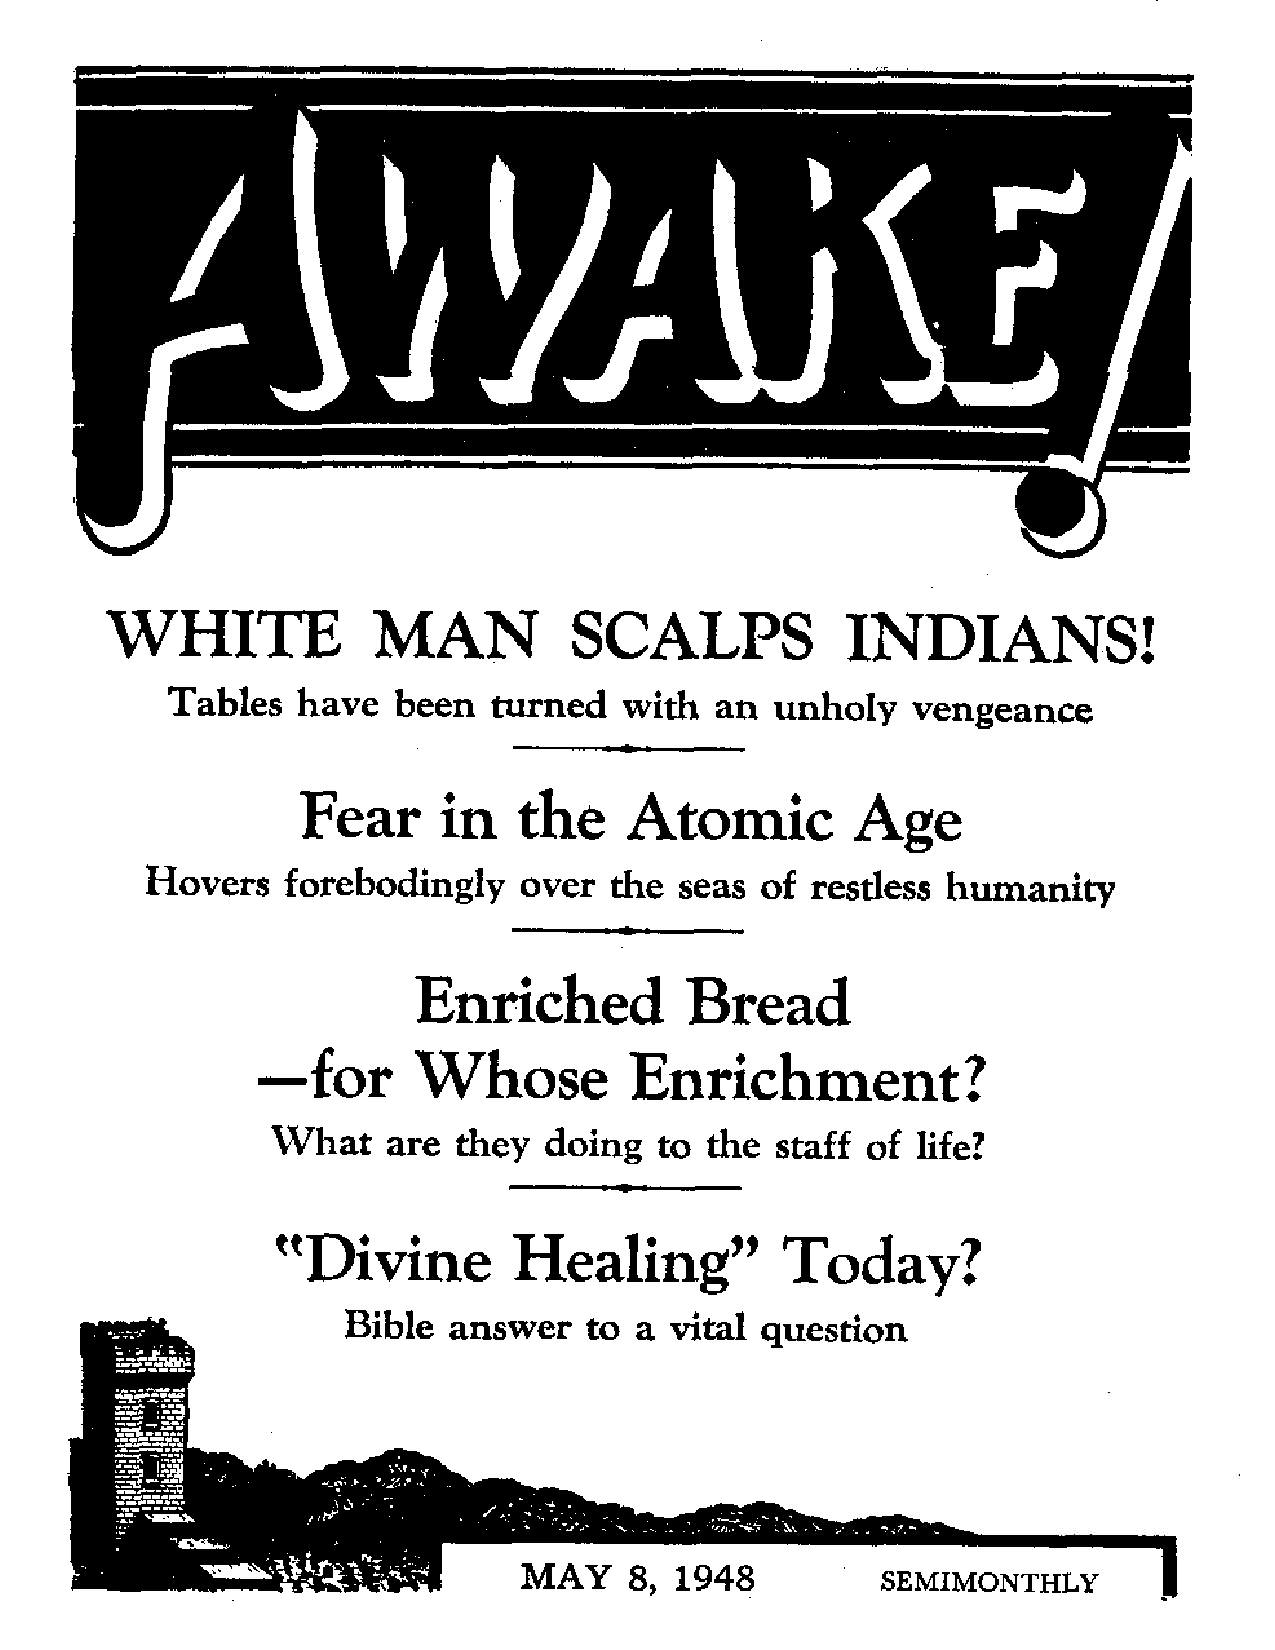 AWAKE!
WHITE MAN SCALPS INDIANS!
Tables have been turned with an unholy vengeance
Fear in the Atomic Age
Hovers forebodingly over the seas of restless humanity
Enriched Bread
—for Whose Enrichment?
What are they doing to the staff of life?
"Divine Healing" Today?
Bible answer to a vital question
MAY 8, 1948 SEMIMONTHLY